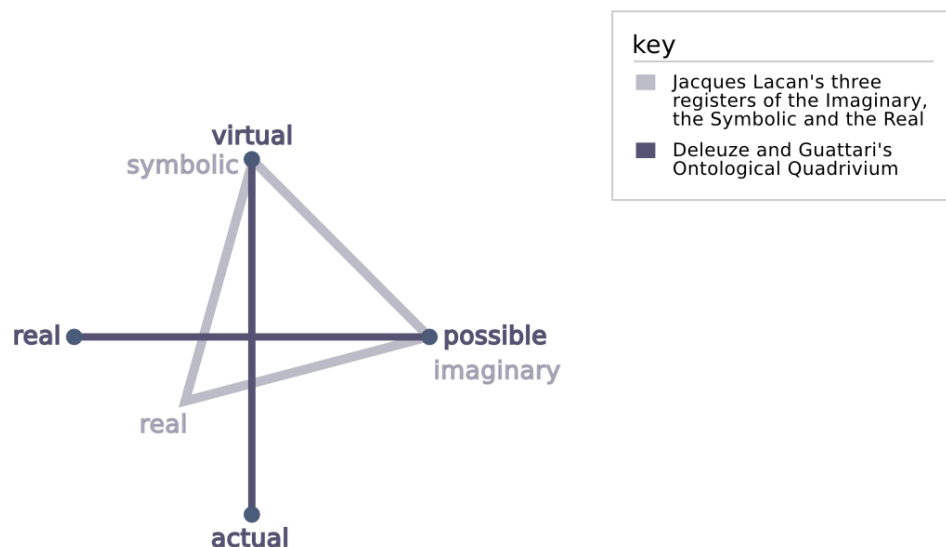 key
Jacques Lacan's three
registers of the Imaginary,
the Symbolic and the Real
Deleuze and Guattari's
Ontological Quadrivium
virtual
symbolic
real
possible
imaginary
real
actual